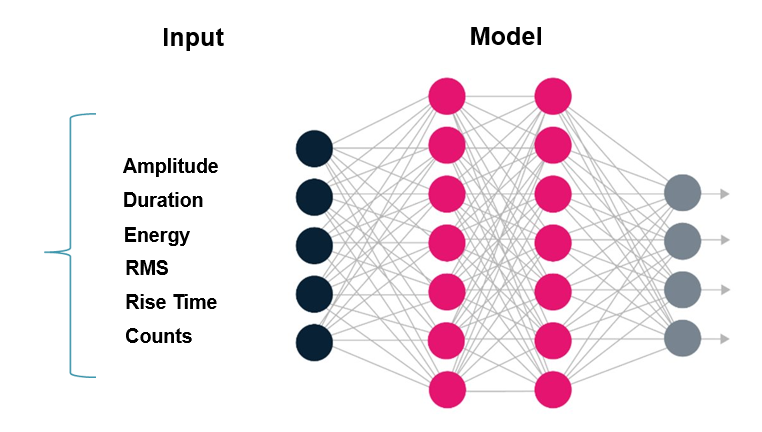 Input
Model
Amplitude
Duration
Energy
RMS
Rise Time
Counts